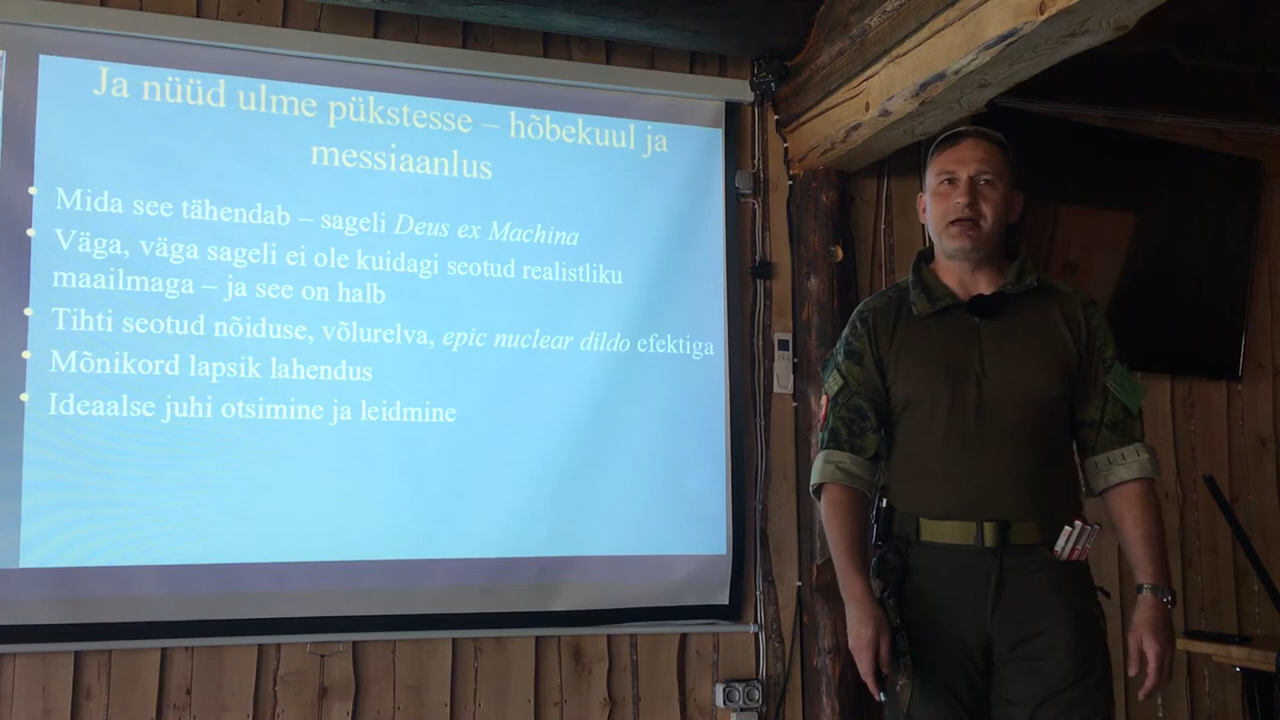 Ja nüüd ulme pükstesse – hõbekuul ja
messiaanlus
Mida see tähendab – sageli Deus ex Machina
Väga, väga sageli ei ole kuidagi seotud realistliku
maailmaga – ja see on halb
Tihti seotud nõiduse, võlurelva, epic nuclear dildo efektiga
Mõnikord lapsik lahendus
Ideaalse juhi otsimine ja leidmine